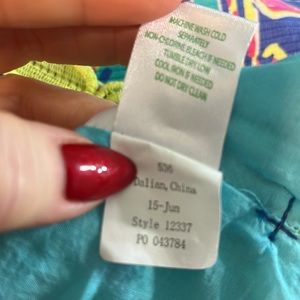 MACHINE WASH COLD
SEPARATELY
NON-CHLORINE BLEACH IF NEEDED
TUMBLE DRY LOW
COOL IRON IF NEEDED
DO NOT DRY CLEAN
Dalian, China
15-Jun
Style 12337
PO 043784